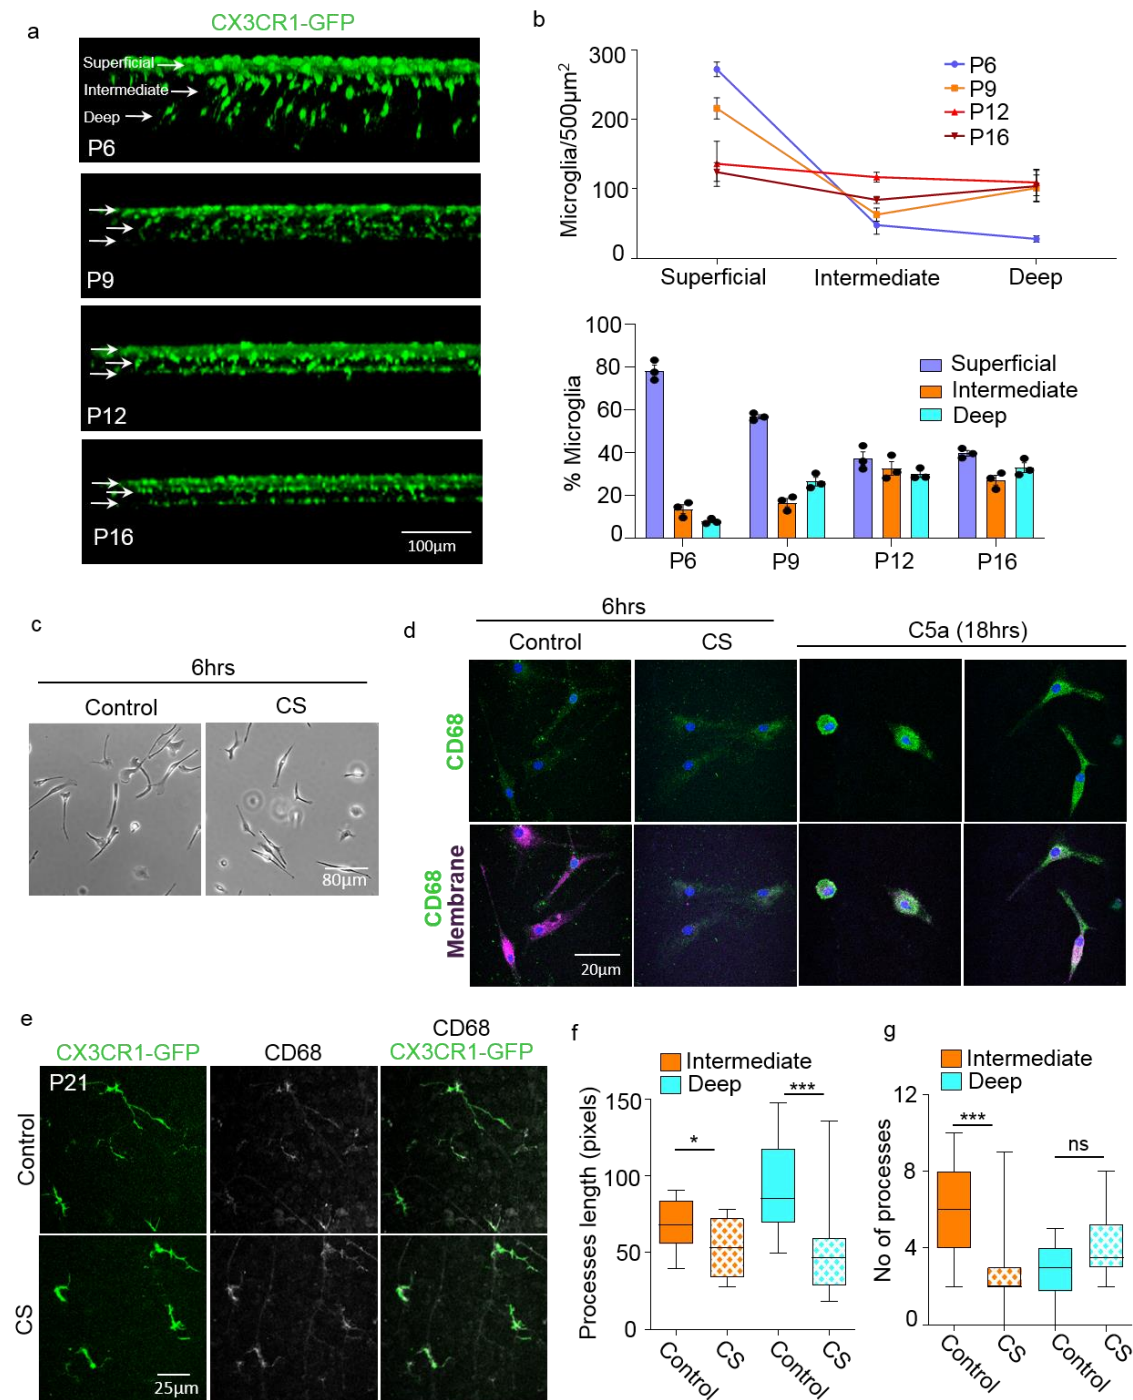 a
CX3CR1-GFP
Superficial
Intermediate
Deep
P6
P9
P12
P16
100µm
b
Microglia/500µm²
300
200
100
0
Superficial Intermediate Deep
P6
P9
P12
P16
% Microglia
100
80
60
40
20
0
P6 P9 P12 P16
Superficial
Intermediate
Deep
c
6hrs
Control CS
80µm
d
6hrs
Control CS
C5a (18hrs)
CD68
CD68
Membrane
20µm
e
CX3CR1-GFP
CD68
CD68
CX3CR1-GFP
P21
Control
CS
25µm
f
Intermediate
Deep
Processes length (pixels)
150
100
50
0
*
***
Control CS Control CS
g
Intermediate
Deep
No of processes
12
8
4
0
***
ns
Control CS Control CS